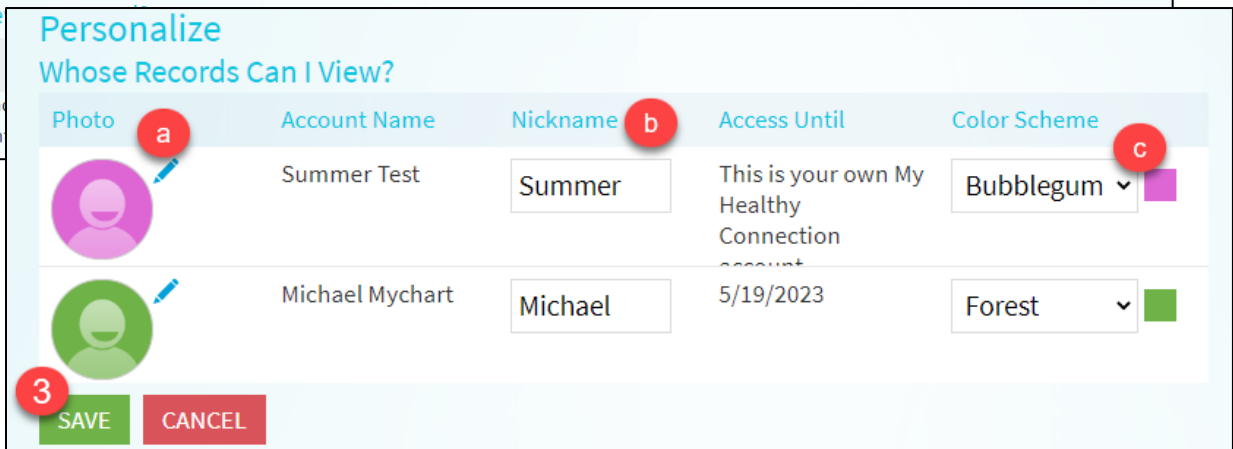 Personalize
Whose Records Can I View?
Photo a Account Name Nickname b Access Until Color Scheme c
Summer Test Summer This is your own My Bubblegum
Healthy
Connection
account
Michael Mychart Michael 5/19/2023 Forest
3
SAVE CANCEL